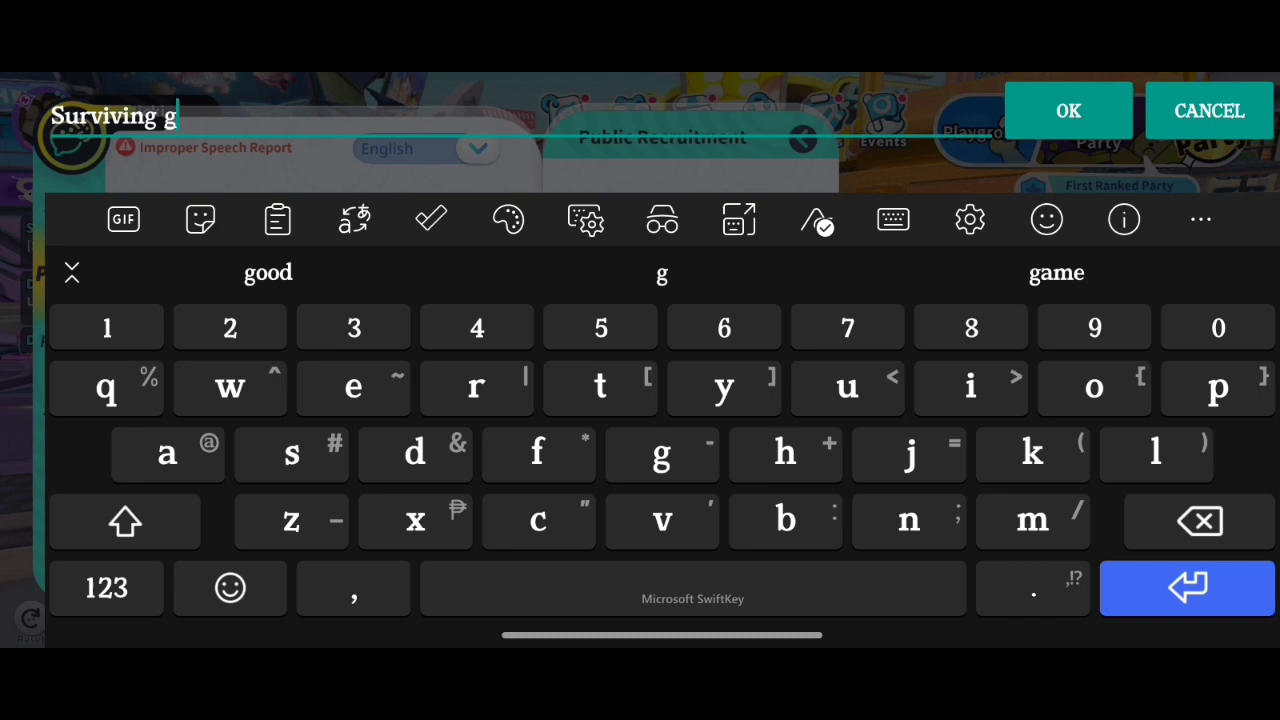 Surviving g
OK
CANCEL
Improper Speech Report
English
Public Recruitment
Events
Party
First Ranked Party
GIF
good
g
game
1 2 3 4 5 6 7 8 9 0
q % w ^ e ~ r | t [ y ] u < i > o { p }
a @ s # d & f * g - h + j = k ( l )
z _ x ₱ c " v ' b : n ; m /
123 , Microsoft SwiftKey . ,!?